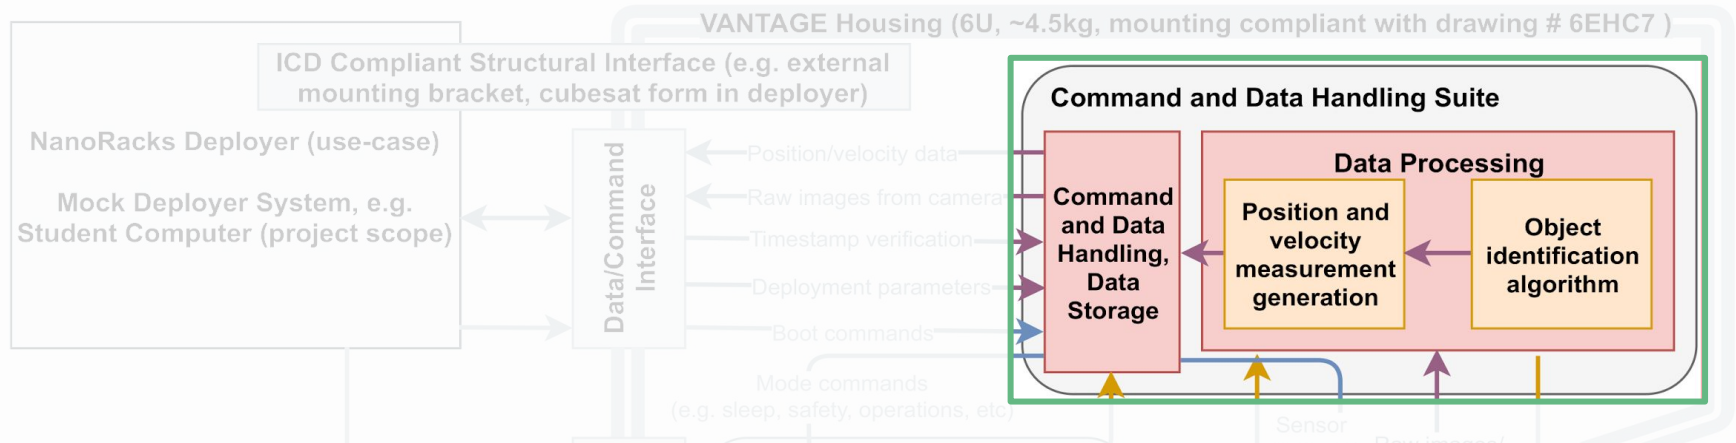 VANTAGE Housing (6U, ~4.5kg, mounting compliant with drawing # 6EHC7 )
ICD Compliant Structural Interface (e.g. external
mounting bracket, cubesat form in deployer)
NanoRacks Deployer (use-case)
Mock Deployer System, e.g.
Student Computer (project scope)
Data/Command
Interface
Position/velocity data
Raw images from camera
Timestamp verification
Deployment parameters
Boot commands
Mode commands
(e.g. sleep, safety, operations, etc)
Command and Data Handling Suite
Command
and Data
Handling,
Data
Storage
Data Processing
Position and
velocity
measurement
generation
Object
identification
algorithm
Sensor
Raw images/